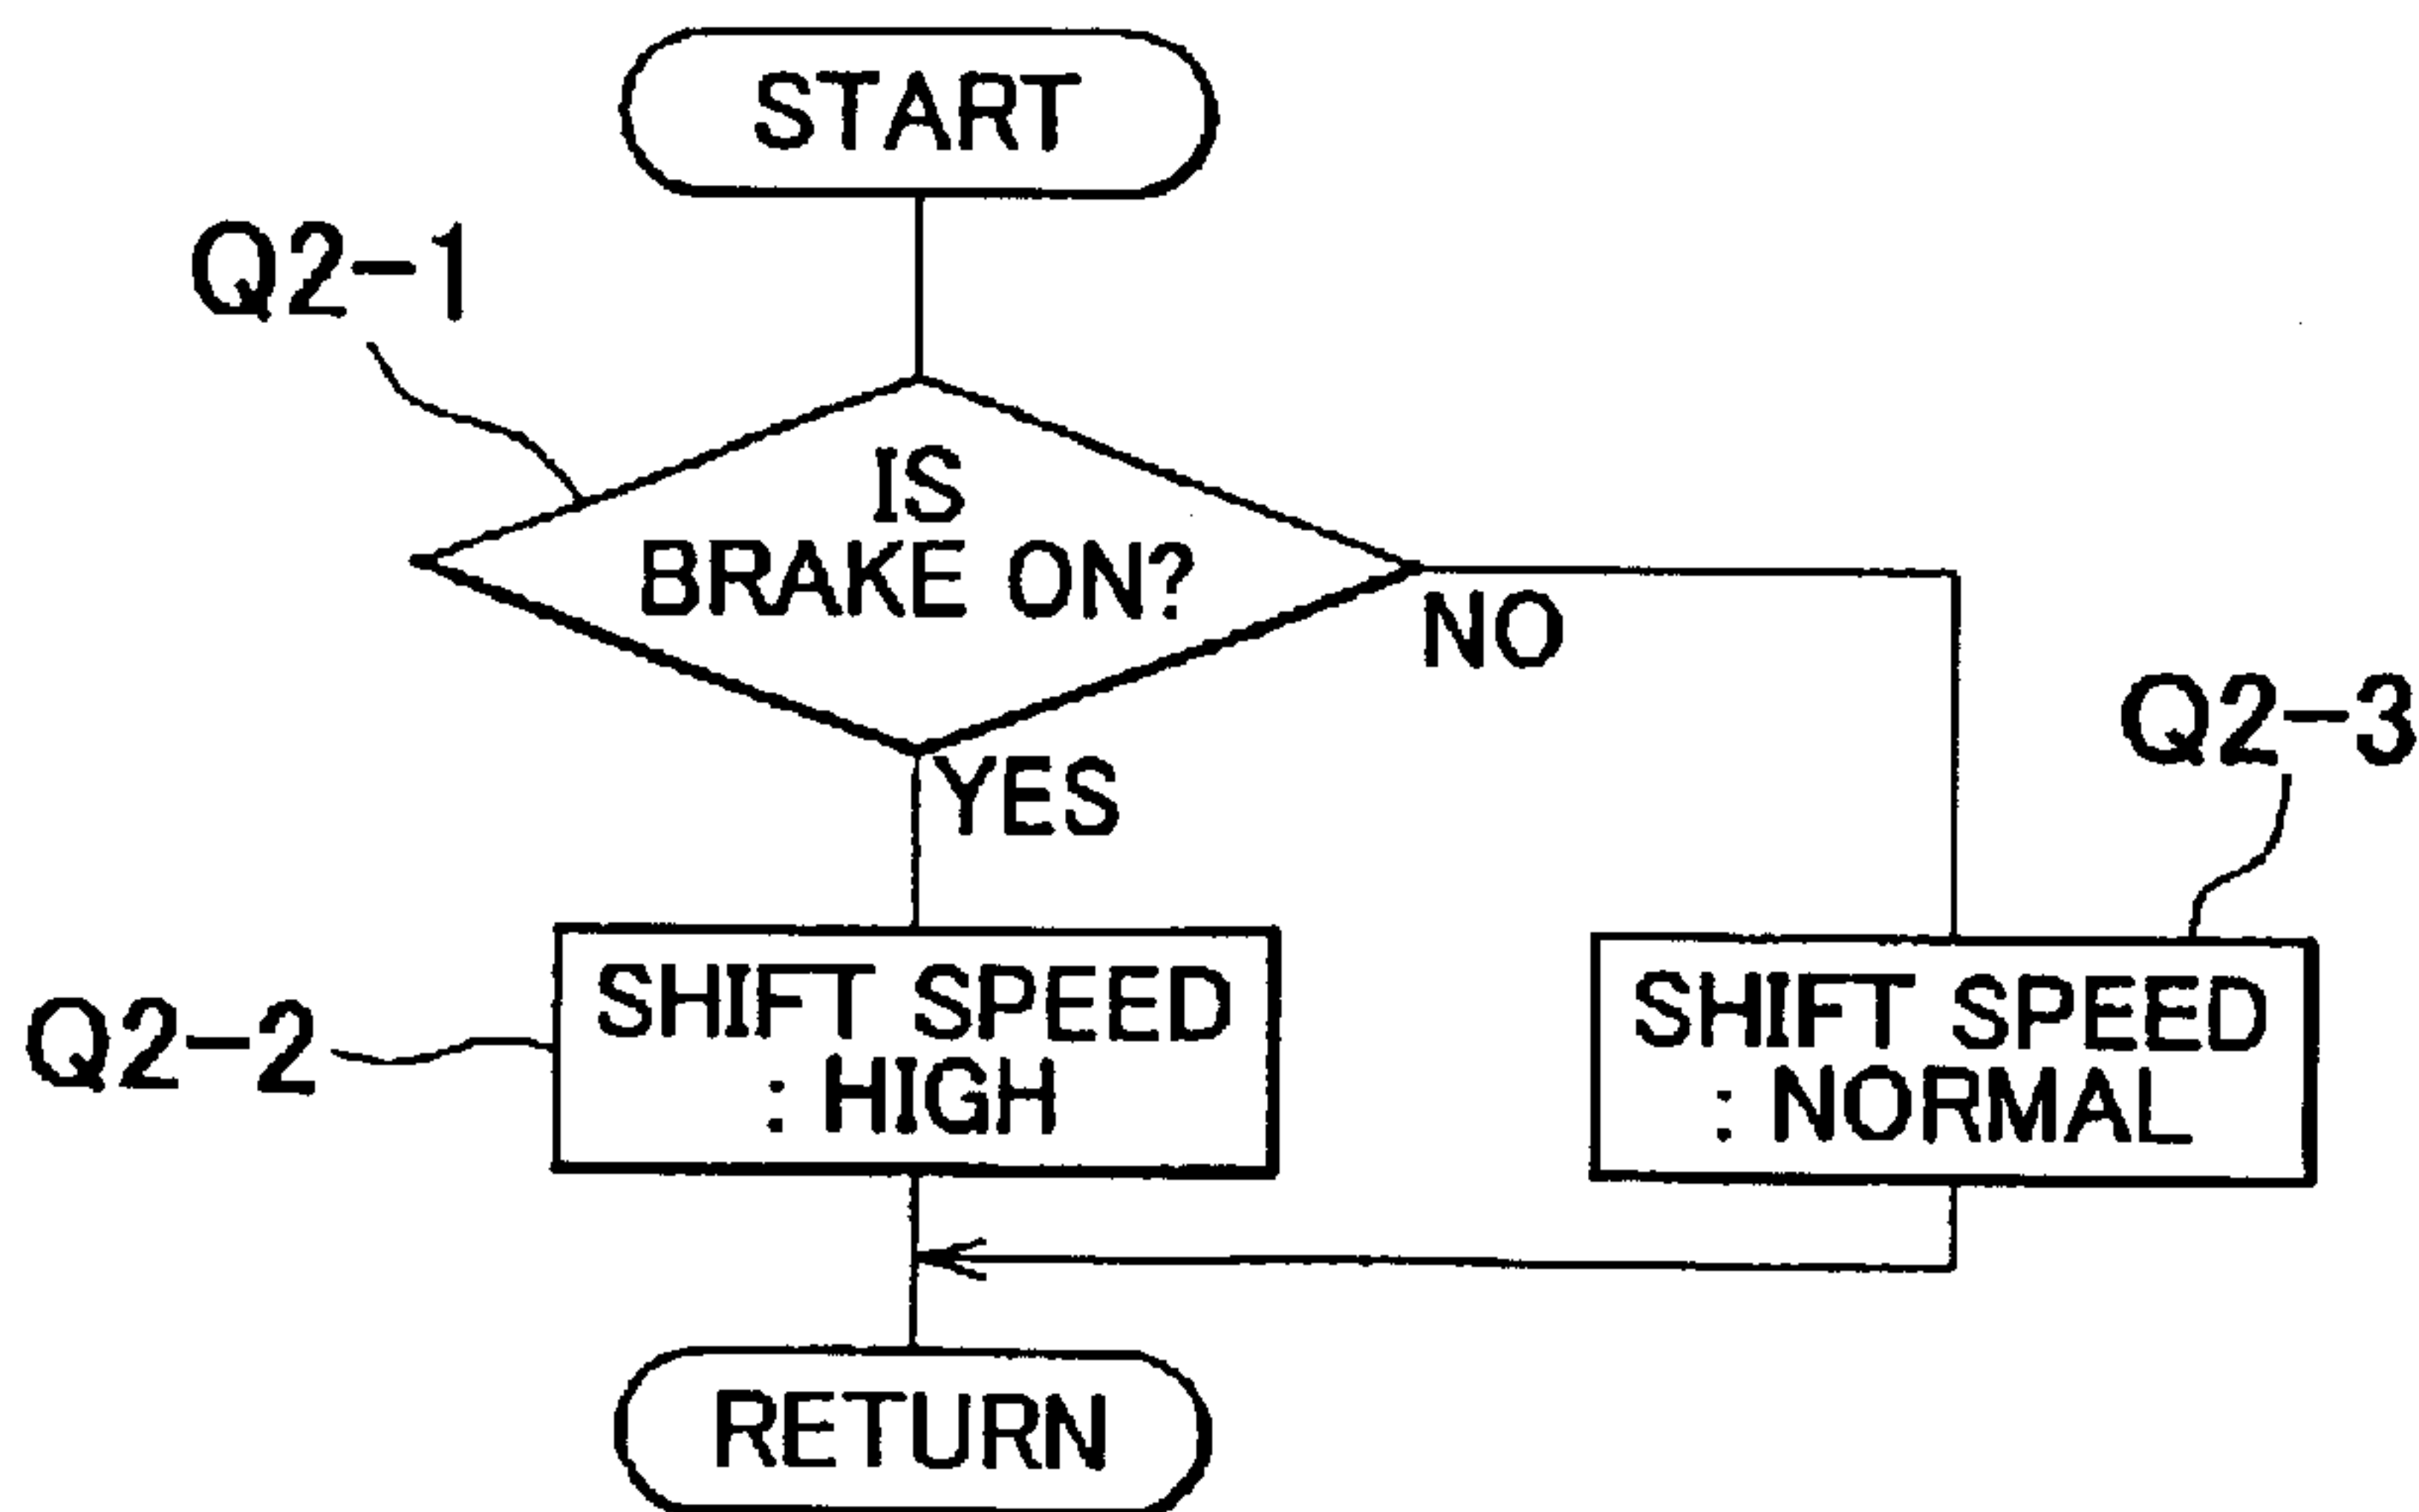 START
Q2-1
IS
BRAKE ON?
NO
YES
Q2-3
Q2-2
SHIFT SPEED
: HIGH
SHIFT SPEED
: NORMAL
RETURN